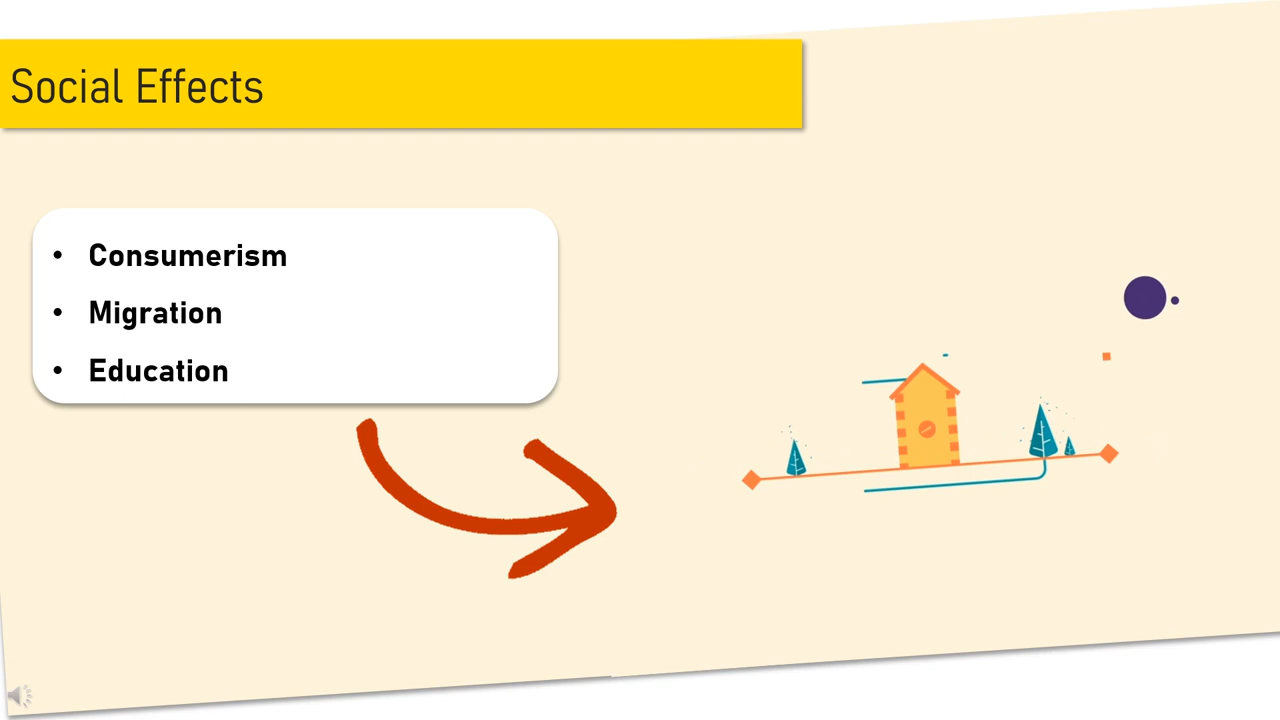 Social Effects
• Consumerism
• Migration
• Education